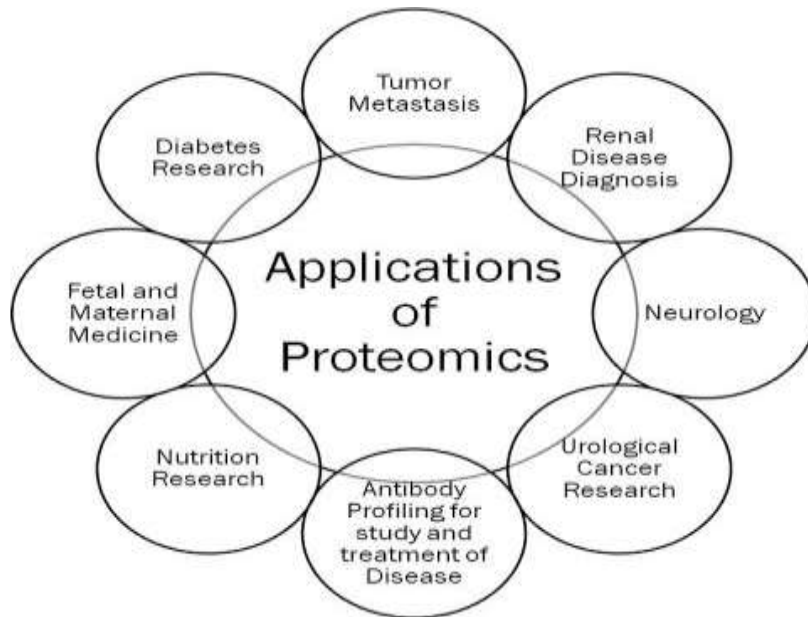 Tumor
Metastasis
Renal
Disease
Diagnosis
Neurology
Urological
Cancer
Research
Antibody
Profiling for
study and
treatment of
Disease
Nutrition
Research
Fetal and
Maternal
Medicine
Diabetes
Research
Applications
of
Proteomics